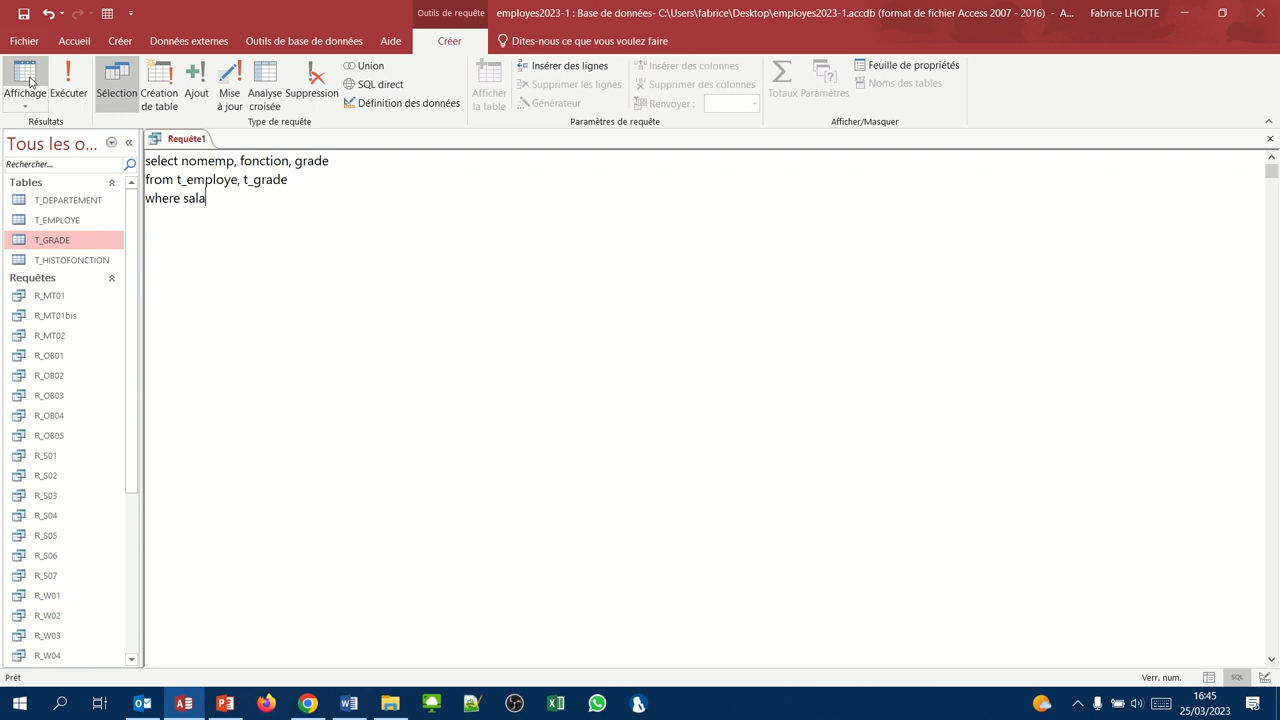 Outils de requête
employes2023-1 : Base de données- C:\Users\fabrice\Desktop\employes2023-1.accdb (format de fichier Access 2007 - 2016) - A...
Fabrice LHOTTE
Fichier Accueil Créer Données externes Outils de base de données Aide Créer Dites-nous ce que vous voulez faire
Affichage
Exécuter
Résultats
Sélection
Création
de table
Ajout
Mise
à jour
Analyse
croisée
Suppression
Union
SQL direct
Définition des données
Type de requête
Afficher
la table
Insérer des lignes
Supprimer les lignes
Générateur
Insérer des colonnes
Supprimer des colonnes
Renvoyer :
Paramètres de requête
Totaux
Paramètres
Feuille de propriétés
Noms des tables
Afficher/Masquer
Tous les o...
Rechercher...
Tables
T_DEPARTEMENT
T_EMPLOYE
T_GRADE
T_HISTOFONCTION
Requêtes
R_MT01
R_MT01bis
R_MT02
R_OB01
R_OB02
R_OB03
R_OB04
R_OB05
R_S01
R_S02
R_S03
R_S04
R_S05
R_S06
R_S07
R_W01
R_W02
R_W03
R_W04
Requête1
select nomemp, fonction, grade
from t_employe, t_grade
where sala
Prêt
Verr. num.
SQL
16:45
25/03/2023